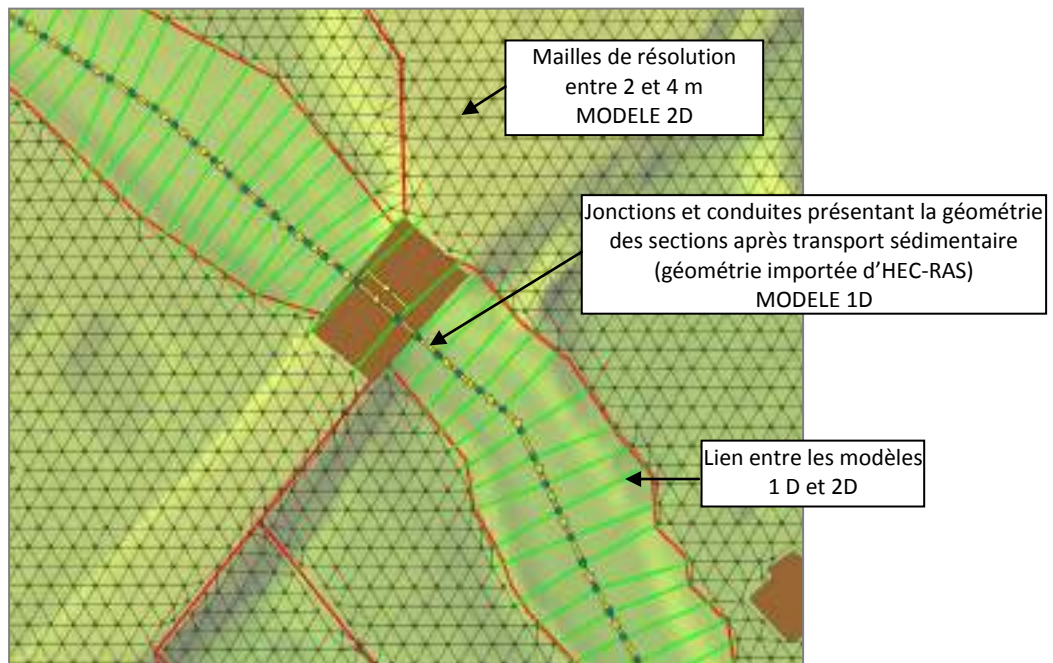 Mailles de résolution
entre 2 et 4 m
MODELE 2D
Jonctions et conduites présentant la géométrie
des sections après transport sédimentaire
(géométrie importée d’HEC-RAS)
MODELE 1D
Lien entre les modèles
1 D et 2D